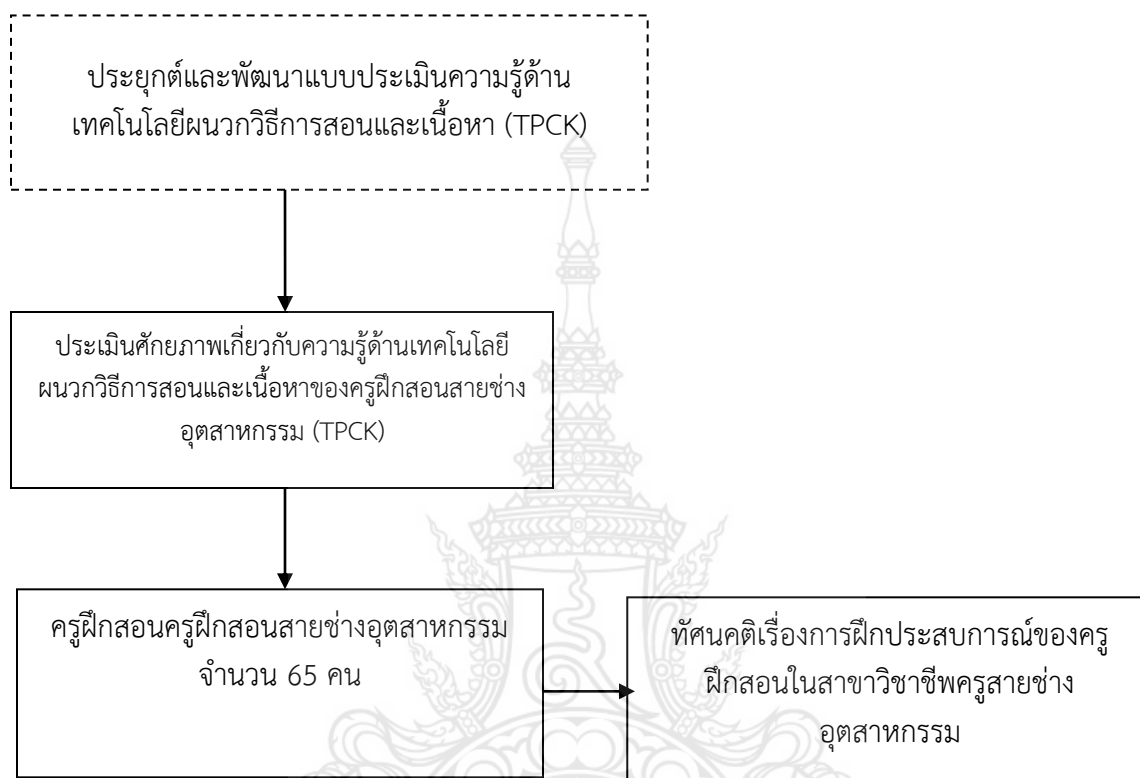 ประยุกต์และพัฒนาแบบประเมินความรู้ด้าน
เทคโนโลยีผนวกวิธีการสอนและเนื้อหา (TPCK)
ประเมินศักยภาพเกี่ยวกับความรู้ด้านเทคโนโลยี
ผนวกวิธีการสอนและเนื้อหาของครูฝึกสอนสายช่าง
อุตสาหกรรม (TPCK)
ครูฝึกสอนครูฝึกสอนสายช่างอุตสาหกรรม
จำนวน 65 คน
ทัศนคติเรื่องการฝึกประสบการณ์ของครู
ฝึกสอนในสาขาวิชาชีพครูสายช่าง
อุตสาหกรรม